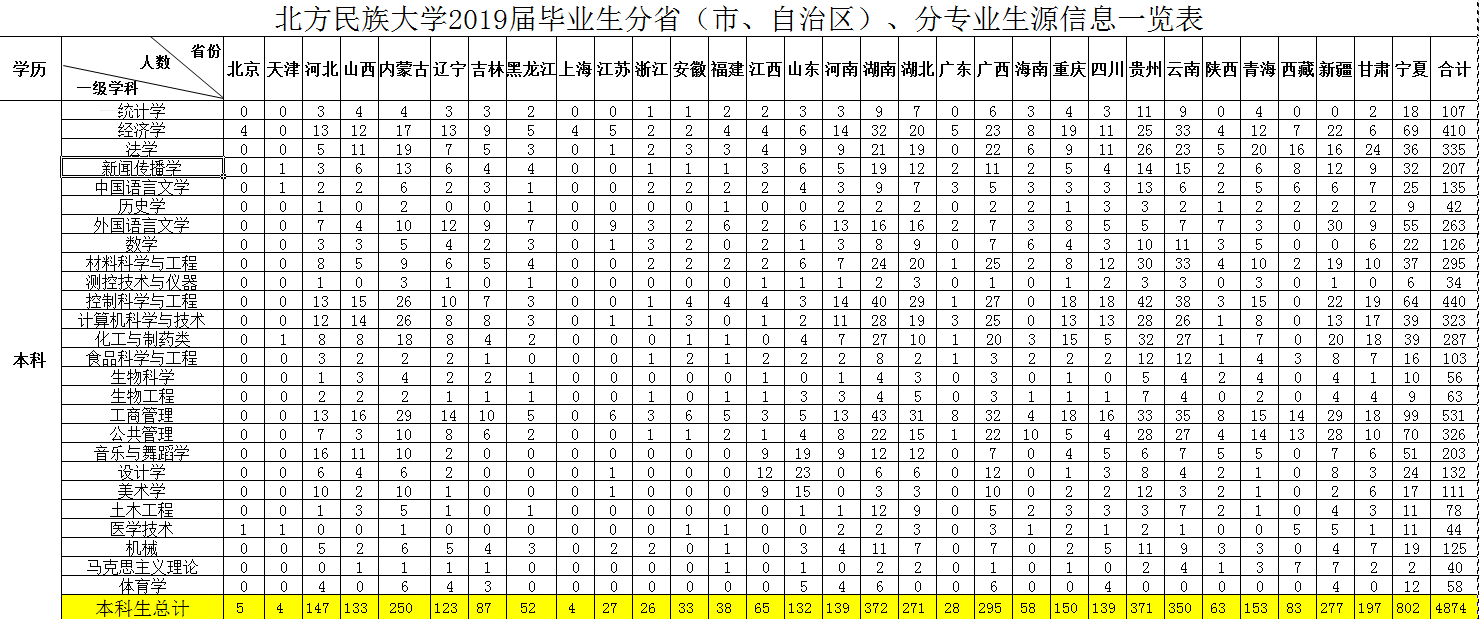 北方民族大学2019届毕业生分省（市、自治区）、分专业生源信息一览表
学历 省份 人数 一级学科 北京 天津 河北 山西 内蒙古 辽宁 吉林 黑龙江 上海 江苏 浙江 安徽 福建 江西 山东 河南 湖南 湖北 广东 广西 海南 重庆 四川 贵州 云南 陕西 青海 西藏 新疆 甘肃 宁夏 合计
本科
统计学 0 0 3 4 4 3 3 2 0 0 1 1 2 2 3 3 9 7 0 6 3 4 3 11 9 0 4 0 0 2 18 107
经济学 4 0 13 12 17 13 9 5 4 5 2 2 4 4 6 14 32 20 5 23 8 19 11 25 33 4 12 7 22 6 69 410
法学 0 0 5 11 19 7 5 3 0 1 2 3 3 4 9 9 21 19 0 22 6 9 11 26 23 5 20 16 16 24 36 335
新闻传播学 0 1 3 6 13 6 4 4 0 0 1 1 1 3 6 5 19 12 2 11 2 5 4 14 15 2 6 8 12 9 32 207
中国语言文学 0 1 2 2 6 2 3 1 0 0 2 2 2 2 4 3 9 7 3 5 3 3 3 13 6 2 5 6 6 7 25 135
历史学 0 0 1 0 2 0 0 1 0 0 0 0 1 0 0 2 2 2 0 2 2 1 3 3 2 1 2 2 2 2 9 42
外国语言文学 0 0 7 4 10 12 9 7 0 9 3 2 6 2 6 13 16 16 2 7 3 8 5 5 7 7 3 0 30 9 55 263
数学 0 0 3 3 5 4 2 3 0 1 3 2 0 2 1 3 8 9 0 7 6 4 3 10 11 3 5 0 0 6 22 126
材料科学与工程 0 0 8 5 9 6 5 4 0 0 2 2 2 2 6 7 24 20 1 25 2 8 12 30 33 4 10 2 19 10 37 295
测控技术与仪器 0 0 1 0 3 1 0 1 0 0 0 0 0 1 1 1 2 3 0 1 0 1 2 3 3 0 3 0 1 0 6 34
控制科学与工程 0 0 13 15 26 10 7 3 0 0 1 4 4 4 3 14 40 29 1 27 0 18 18 42 38 3 15 0 22 19 64 440
计算机科学与技术 0 0 12 14 26 8 8 3 0 1 1 3 0 1 2 11 28 19 3 25 0 13 13 28 26 1 8 0 13 17 39 323
化工与制药类 0 1 8 8 18 8 4 2 0 0 0 1 1 0 4 7 27 10 1 20 3 15 5 32 27 1 7 0 20 18 39 287
食品科学与工程 0 0 3 2 2 2 1 0 0 0 1 2 1 2 2 2 8 2 1 3 2 2 2 12 12 1 4 3 8 7 16 103
生物科学 0 0 1 3 4 2 2 1 0 0 0 0 0 1 0 1 4 3 0 3 0 1 0 5 4 2 4 0 4 1 10 56
生物工程 0 0 2 2 2 1 1 1 0 0 1 0 1 1 3 3 4 5 0 3 1 1 1 7 4 0 2 0 4 4 9 63
工商管理 0 0 13 16 29 14 10 5 0 6 3 6 5 3 5 13 43 31 8 32 4 18 16 33 35 8 15 14 29 18 99 531
公共管理 0 0 7 3 10 8 6 2 0 0 1 1 2 1 4 8 22 15 1 22 10 5 4 28 27 4 14 13 28 10 70 326
音乐与舞蹈学 0 0 16 11 10 2 0 0 0 0 0 0 0 9 19 9 12 12 0 7 0 4 5 6 7 5 5 0 7 6 51 203
设计学 0 0 6 4 6 2 0 0 0 1 0 0 0 12 23 0 6 6 0 12 0 1 3 8 4 2 1 0 8 3 24 132
美术学 0 0 10 2 10 1 0 0 0 1 0 0 0 9 15 0 3 3 0 10 0 2 2 12 3 2 1 0 2 6 17 111
土木工程 0 0 1 3 5 1 0 1 0 0 0 0 0 0 1 1 12 9 0 5 2 3 3 3 7 2 1 0 4 3 11 78
医学技术 1 1 0 0 1 0 0 0 0 0 0 1 1 0 0 2 2 3 0 3 1 2 1 2 1 0 0 5 5 1 11 44
机械 0 0 5 2 6 5 4 3 0 2 2 0 1 0 3 4 11 7 0 7 0 2 5 11 9 3 3 0 4 7 19 125
马克思主义理论 0 0 0 1 1 1 1 0 0 0 0 0 1 0 1 0 2 2 0 1 0 1 0 2 4 1 3 7 7 2 2 40
体育学 0 0 4 0 6 4 3 0 0 0 0 0 0 0 5 4 6 0 0 6 0 0 4 0 0 0 0 0 4 0 12 58
本科生总计 5 4 147 133 250 123 87 52 4 27 26 33 38 65 132 139 372 271 28 295 58 150 139 371 350 63 153 83 277 197 802 4874